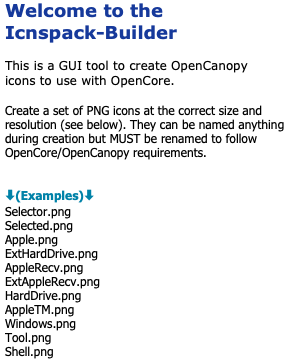 Welcome to the
Icnspack-Builder
This is a GUI tool to create OpenCanopy
icons to use with OpenCore.
Create a set of PNG icons at the correct size and
resolution (see below). They can be named anything
during creation but MUST be renamed to follow
OpenCore/OpenCanopy requirements.
⬇(Examples)⬇
Selector.png
Selected.png
Apple.png
ExtHardDrive.png
AppleRecv.png
ExtAppleRecv.png
HardDrive.png
AppleTM.png
Windows.png
Tool.png
Shell.png